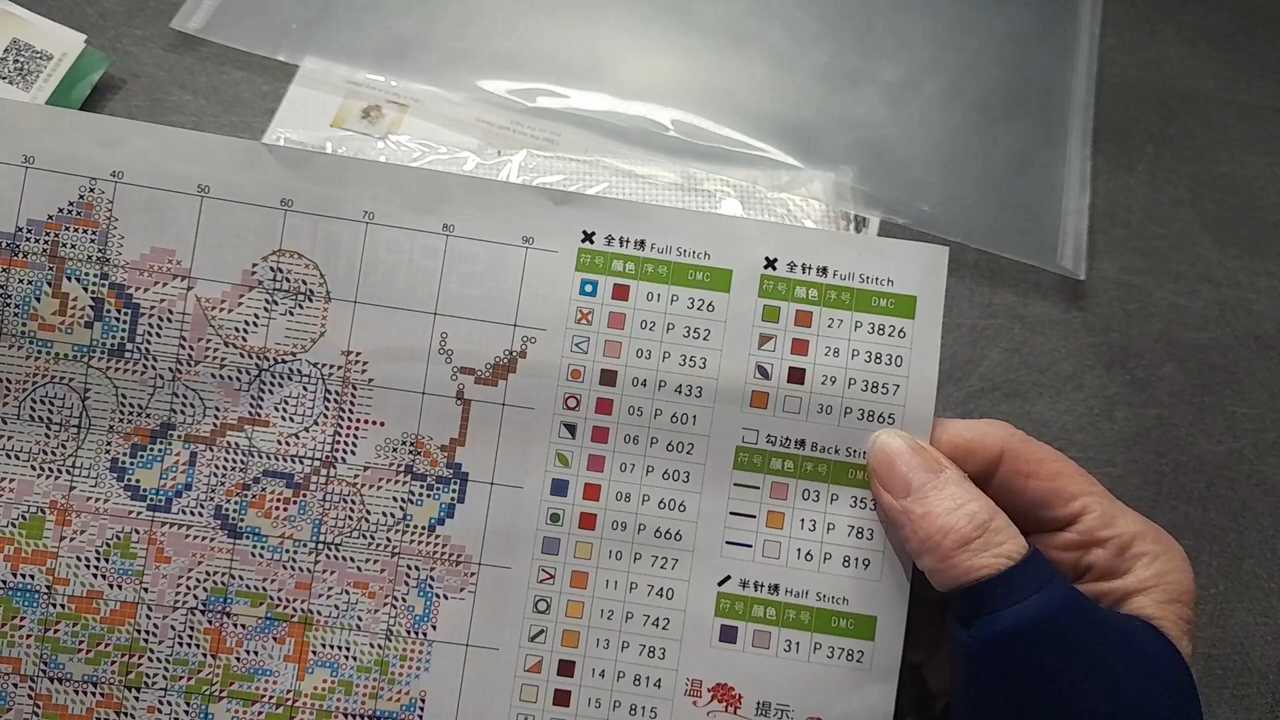 30 40 50 60 70 80 90
全针绣 Full Stitch
符号 颜色 序号 DMC
01 P 326
02 P 352
03 P 353
04 P 433
05 P 601
06 P 602
07 P 603
08 P 606
09 P 666
10 P 727
11 P 740
12 P 742
13 P 783
14 P 814
15 P 815
全针绣 Full Stitch
符号 颜色 序号 DMC
27 P 3826
28 P 3830
29 P 3857
30 P 3865
勾边绣 Back Stit
符号 颜色 序号 DMC
03 P 353
13 P 783
16 P 819
半针绣 Half Stitch
符号 颜色 序号 DMC
31 P 3782
温 提示: